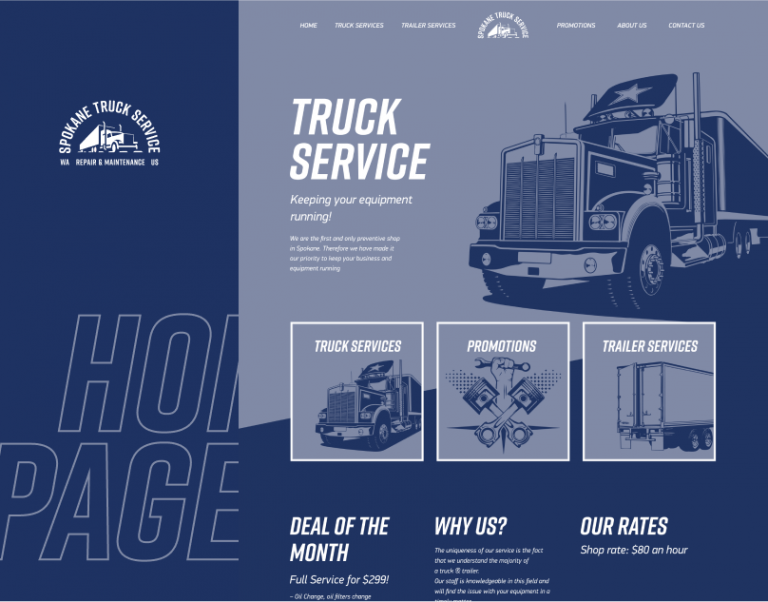 SPOKANE TRUCK SERVICE
WA REPAIR & MAINTENANCE US
HOME
PAGE
HOME TRUCK SERVICES TRAILER SERVICES SPOKANE TRUCK SERVICE PROMOTIONS ABOUT US CONTACT US
TRUCK
SERVICE
Keeping your equipment
running!
We are the first and only preventive shop
in Spokane. Therefore we have made it
our priority to keep your business and
equipment running
TRUCK SERVICES
PROMOTIONS
TRAILER SERVICES
DEAL OF THE
MONTH
Full Service for $299!
– Oil Change, oil filters change
WHY US?
The uniqueness of our service is the fact
that we understand the majority of
a truck & trailer.
Our staff is knowledgeable in this field and
will find the issue with your equipment in a
timely matter
OUR RATES
Shop rate: $80 an hour